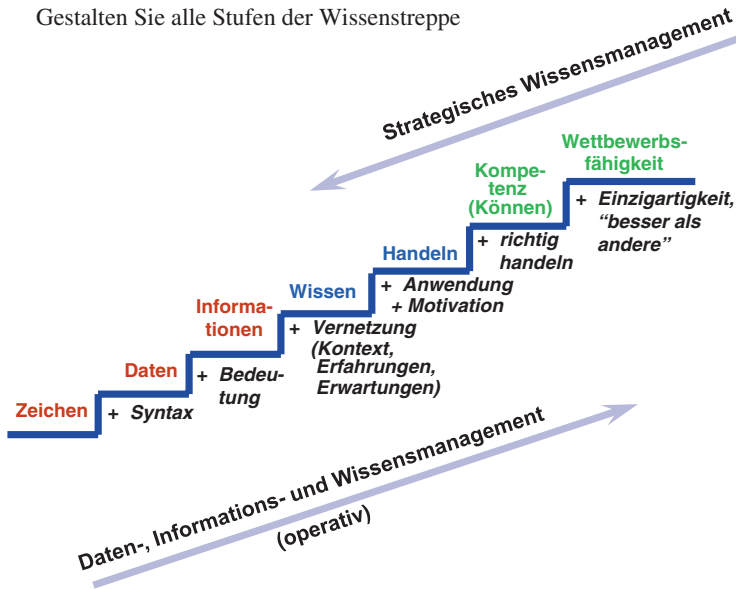 Gestalten Sie alle Stufen der Wissenstreppe
Strategisches Wissensmanagement
Wettbewerbs-
fähigkeit
+ Einzigartigkeit,
“besser als
andere”
Kompe-
tenz
(Können)
+ richtig
handeln
Handeln
+ Anwendung
+ Motivation
Wissen
+ Vernetzung
(Kontext,
Erfahrungen,
Erwartungen)
Informa-
tionen
+ Bedeu-
tung
Daten
+ Syntax
Zeichen
Daten-, Informations- und Wissensmanagement
(operativ)